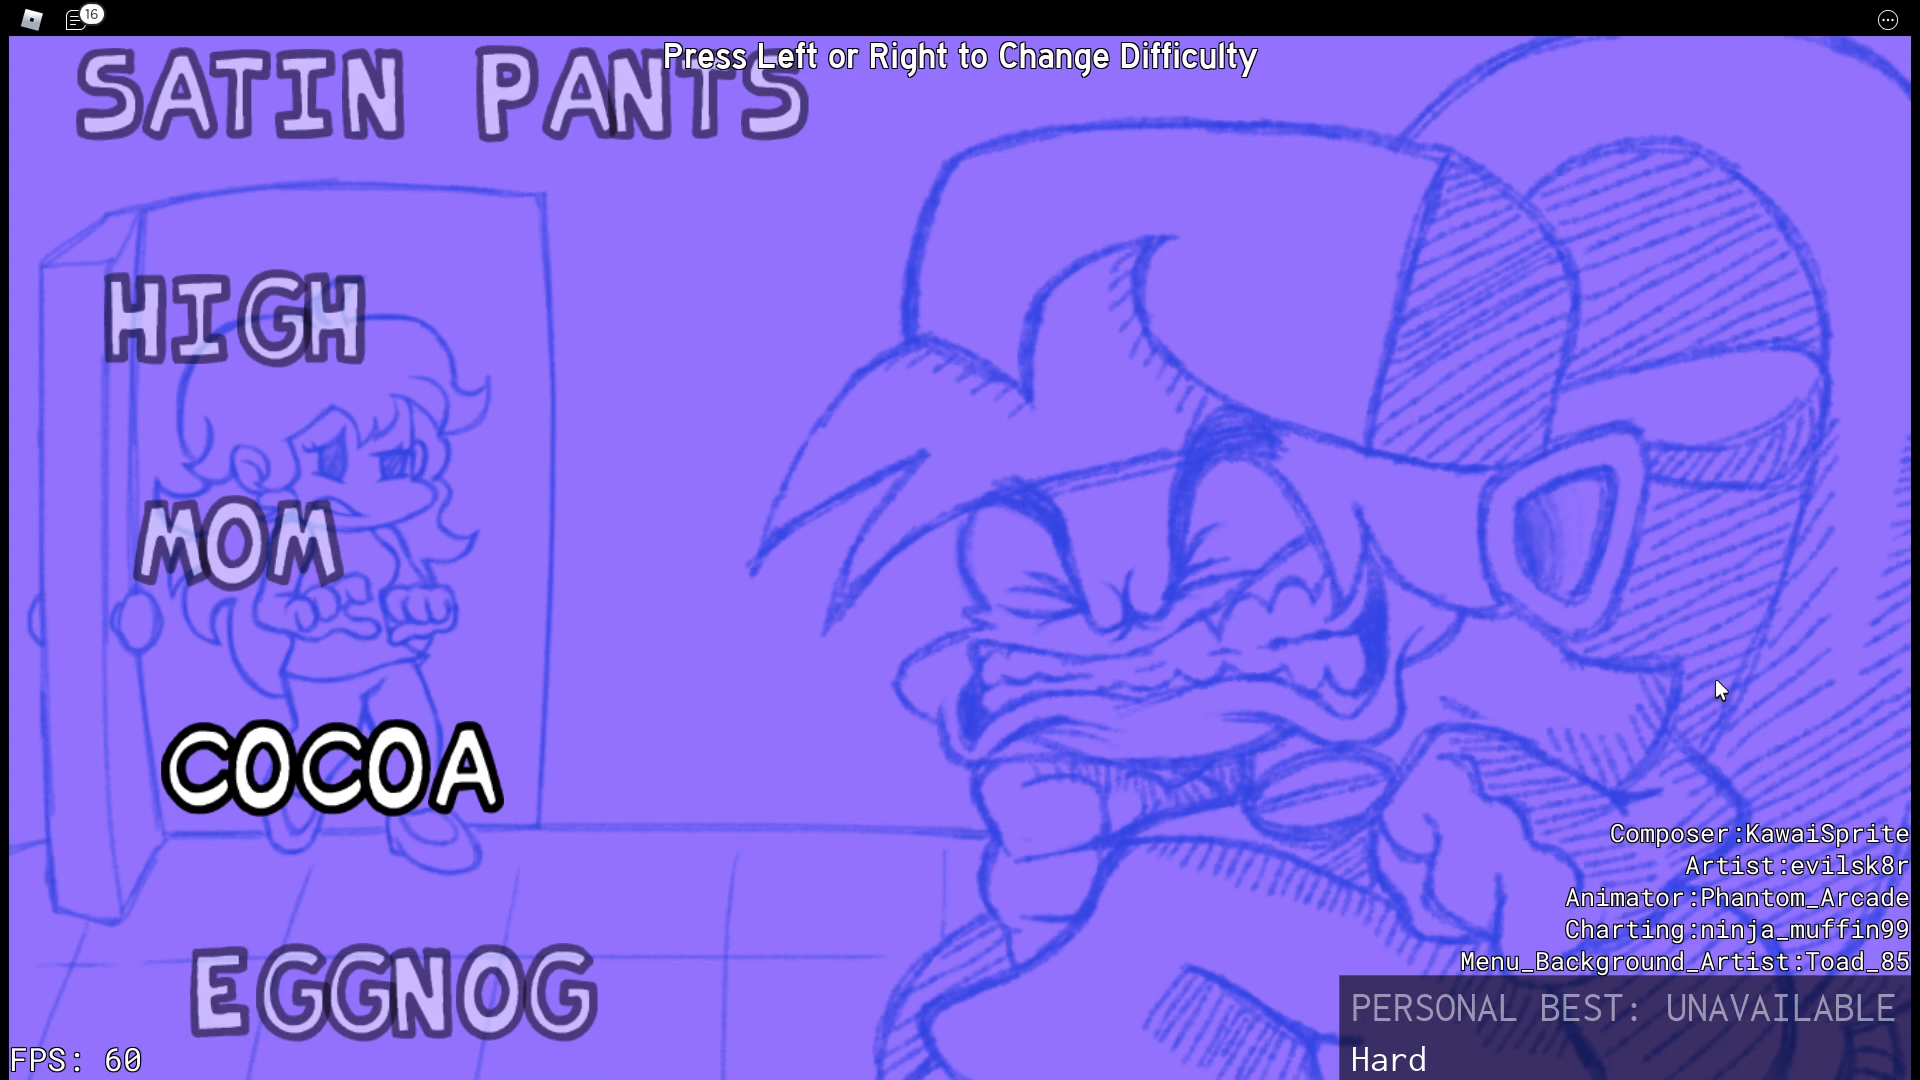 16
Press Left or Right to Change Difficulty
SATIN PANTS
HIGH
MOM
COCOA
EGGNOG
Composer:KawaiSprite
Artist:evilsk8r
Animator:Phantom_Arcade
Charting:ninja_muffin99
Menu_Background_Artist:Toad_85
PERSONAL BEST: UNAVAILABLE
Hard
FPS: 60